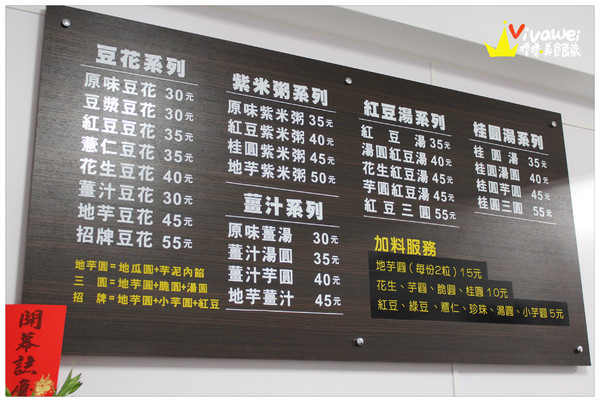 Vivawei
豆花系列
原味豆花 30元
豆漿豆花 30元
紅豆豆花 35元
薏仁豆花 35元
花生豆花 40元
薑汁豆花 30元
地芋豆花 45元
招牌豆花 55元
地芋圓=地瓜圓+芋泥內餡
三 圓=地芋圓+脆圓+湯圓
招 牌=地芋圓+小芋圓+紅豆
紫米粥系列
原味紫米粥 35元
紅豆紫米粥 40元
桂圓紫米粥 45元
地芋紫米粥 50元
薑汁系列
原味薑湯 30元
薑汁湯圓 35元
薑汁芋圓 40元
地芋薑汁 45元
紅豆湯系列
紅豆湯 35元
湯圓紅豆湯 40元
花生紅豆湯 45元
芋圓紅豆湯 45元
紅豆三圓 55元
桂圓湯系列
桂圓湯 35元
桂圓湯圓 40元
桂圓芋圓 45元
桂圓三圓 55元
加料服務
地芋圓(每份2粒)15元
花生、芋圓、脆圓、桂圓 10元
紅豆、綠豆、薏仁、珍珠、湯圓、小芋圓 5元
開幕誌慶